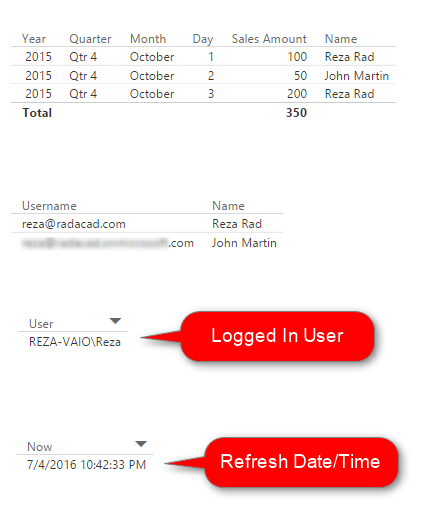 Year Quarter Month Day Sales Amount Name
2015 Qtr 4 October 1 100 Reza Rad
2015 Qtr 4 October 2 50 John Martin
2015 Qtr 4 October 3 200 Reza Rad
Total 350
Username Name
reza@radacad.com Reza Rad
.com John Martin
User
REZA-VAIO\Reza
Logged In User
Now
7/4/2016 10:42:33 PM
Refresh Date/Time